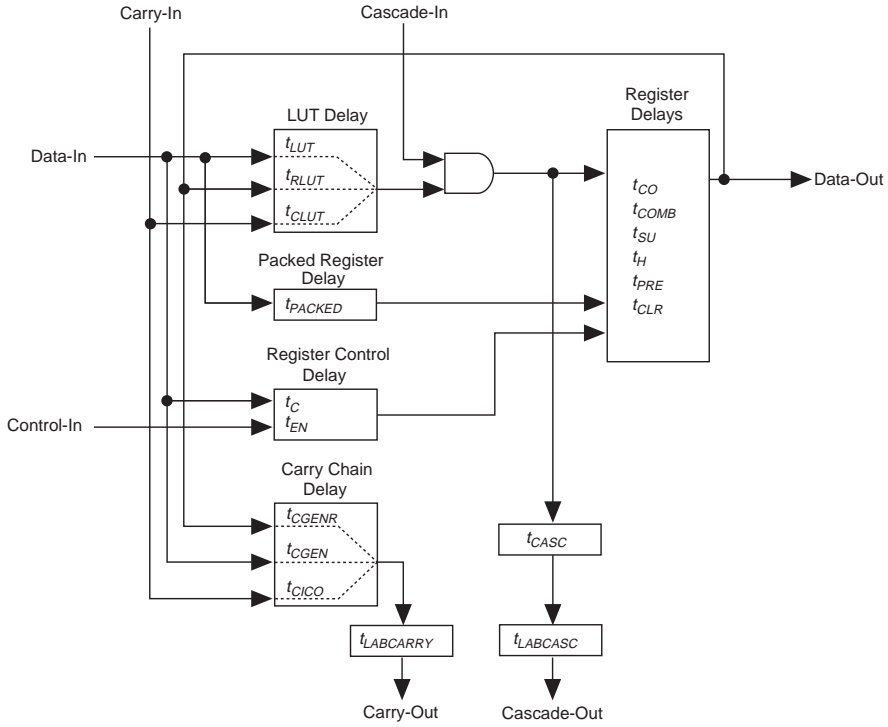 Carry-In
Cascade-In
LUT Delay
Register
Delays
Data-In
tLUT
tRLUT
tCLUT
Data-Out
tCO
tCOMB
tSU
tH
tPRE
tCLR
Packed Register
Delay
tPACKED
Register Control
Delay
tC
tEN
Control-In
Carry Chain
Delay
tCGENR
tCGEN
tCICO
tCASC
tLABCARRY
tLABCASC
Carry-Out
Cascade-Out